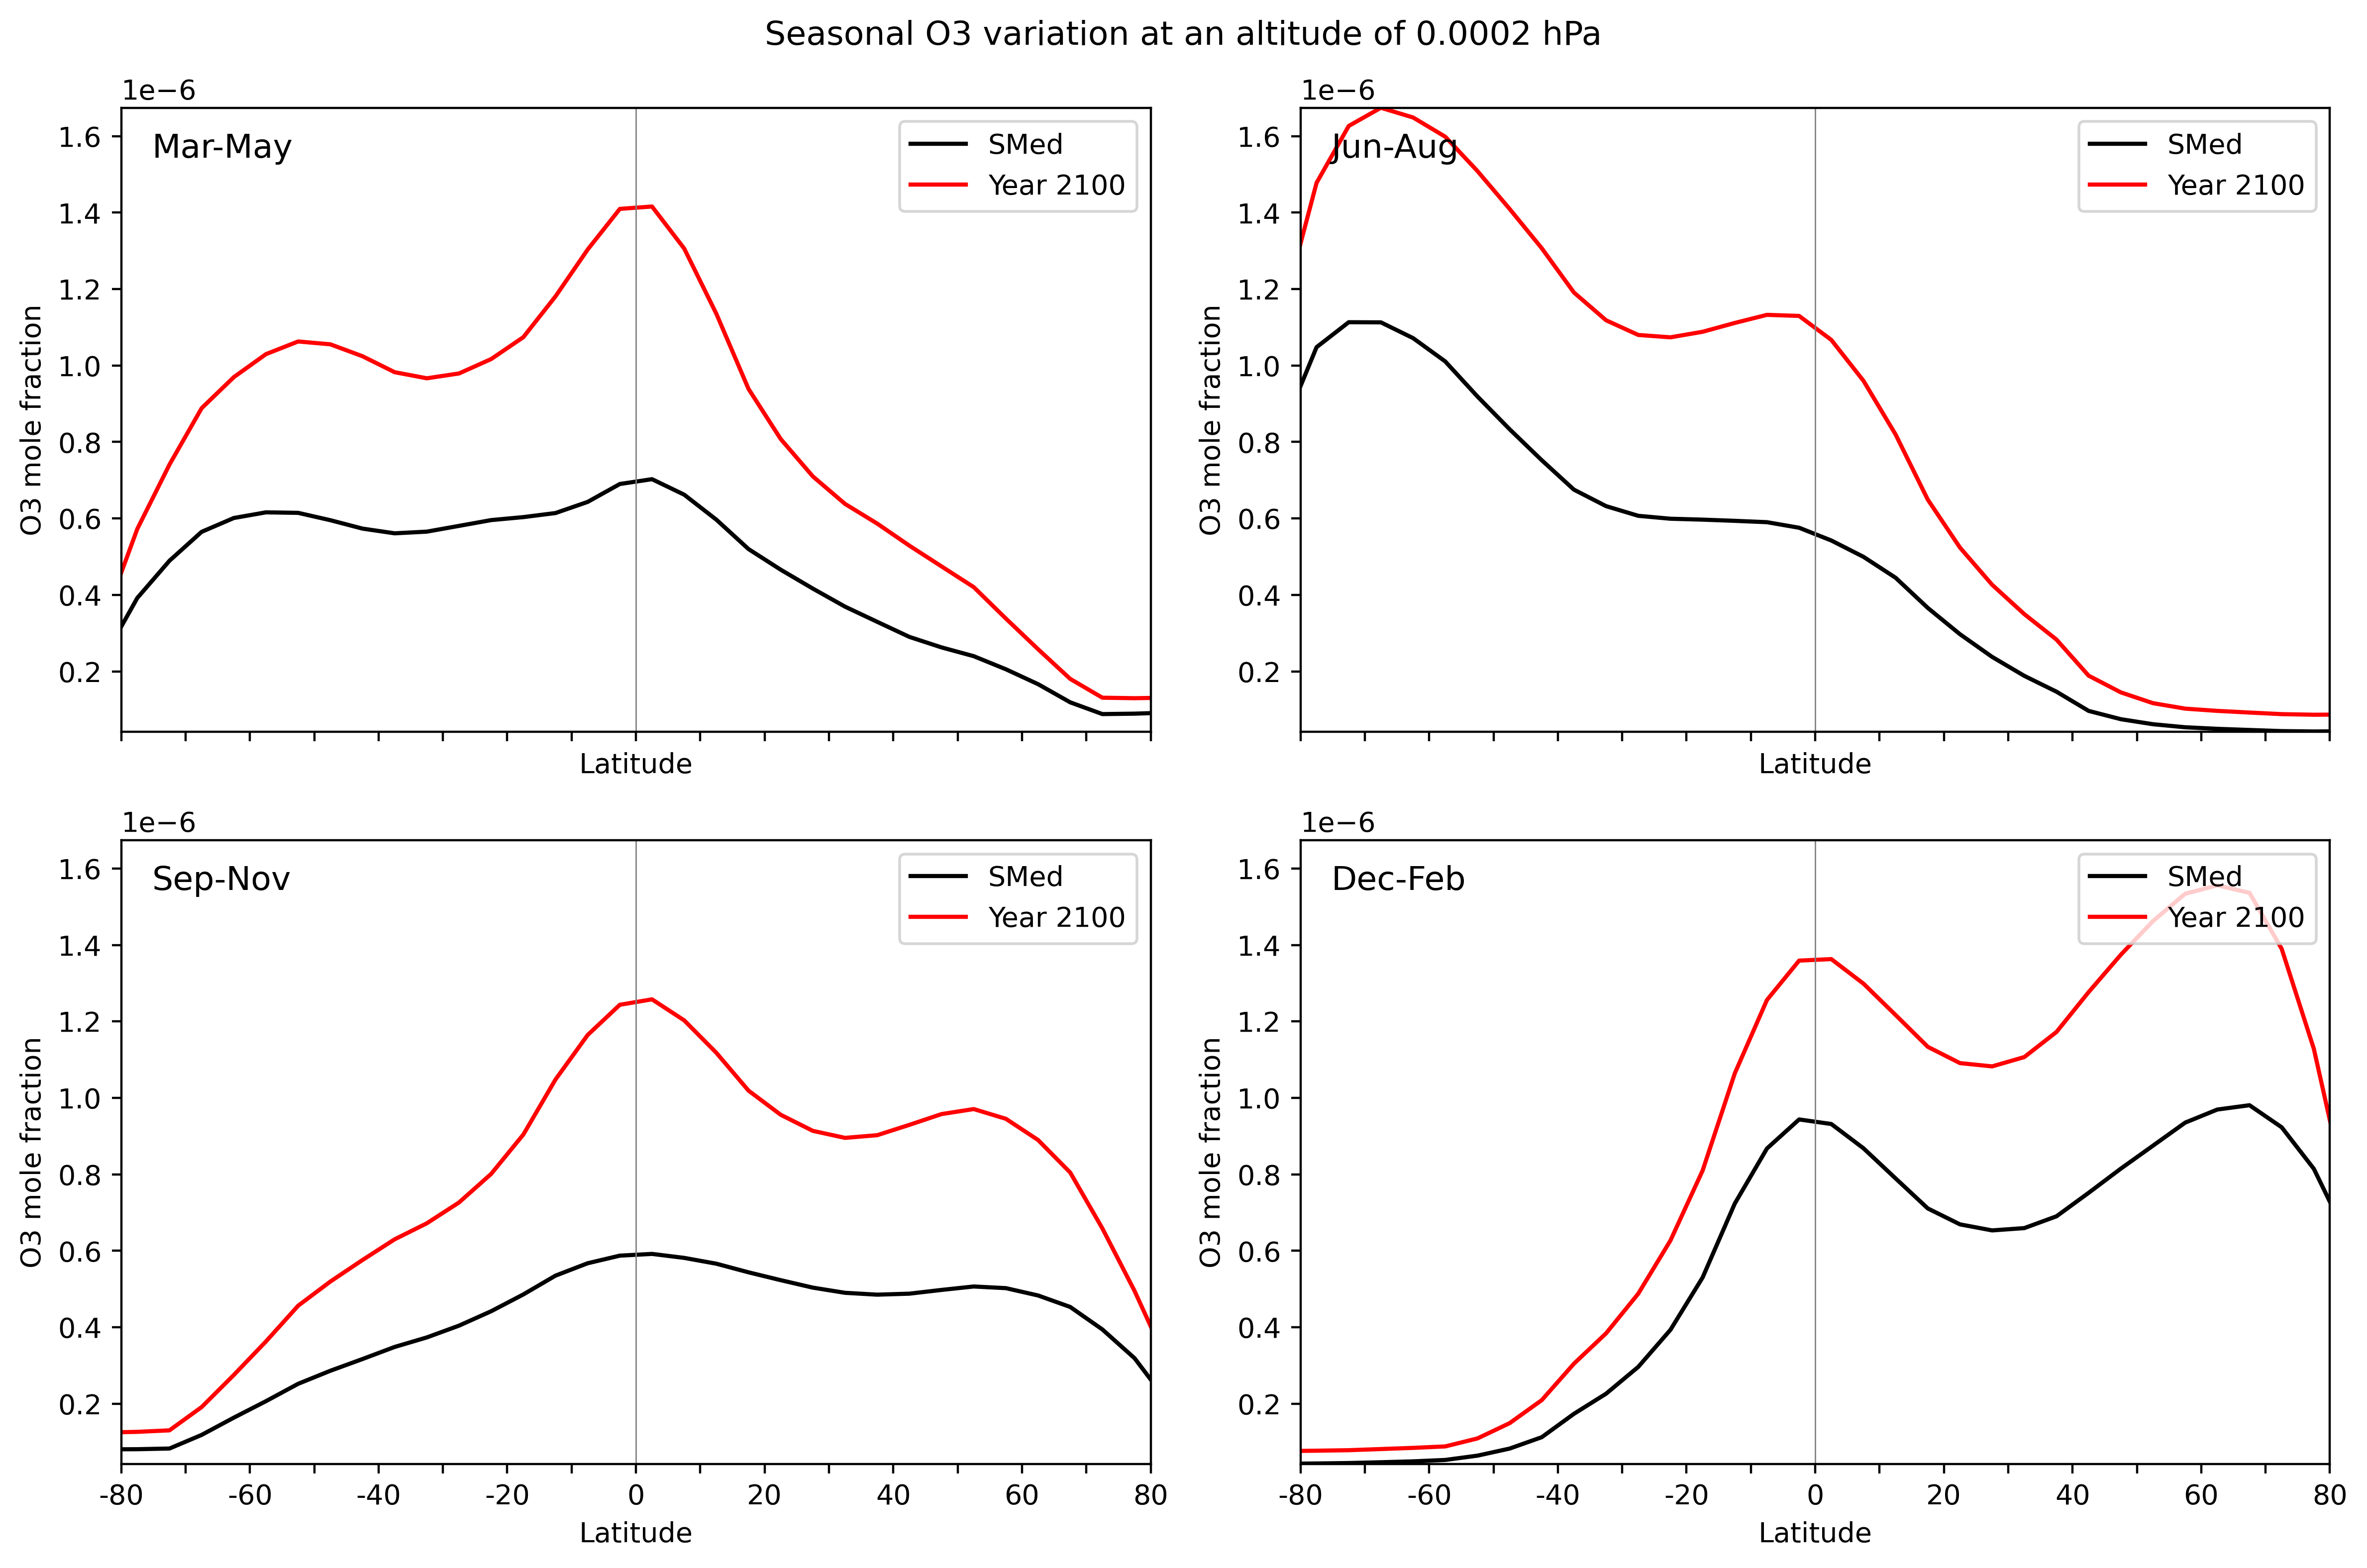 Seasonal O3 variation at an altitude of 0.0002 hPa
1e−6
Mar-May
SMed
Year 2100
1.6
1.4
1.2
1.0
0.8
0.6
0.4
0.2
O3 mole fraction
Latitude
1e−6
Jun-Aug
SMed
Year 2100
1.6
1.4
1.2
1.0
0.8
0.6
0.4
0.2
O3 mole fraction
Latitude
1e−6
Sep-Nov
SMed
Year 2100
1.6
1.4
1.2
1.0
0.8
0.6
0.4
0.2
O3 mole fraction
-80 -60 -40 -20 0 20 40 60 80
Latitude
1e−6
Dec-Feb
SMed
Year 2100
1.6
1.4
1.2
1.0
0.8
0.6
0.4
0.2
O3 mole fraction
-80 -60 -40 -20 0 20 40 60 80
Latitude